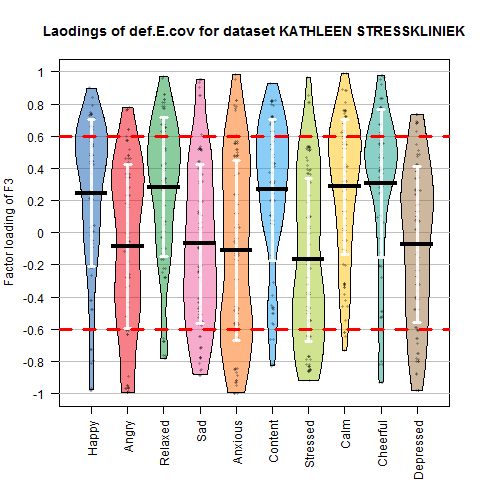 Laodings of def.E.cov for dataset KATHLEEN STRESSKLINIEK
Factor loading of F3
1
0.8
0.6
0.4
0.2
0
-0.2
-0.4
-0.6
-0.8
-1
Happy
Angry
Relaxed
Sad
Anxious
Content
Stressed
Calm
Cheerful
Depressed